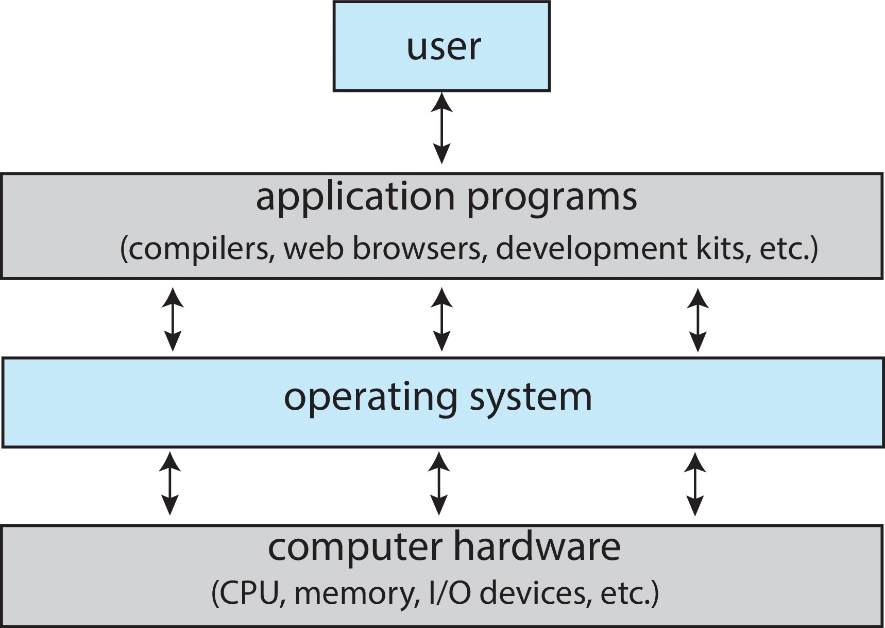 user
application programs
(compilers, web browsers, development kits, etc.)
operating system
computer hardware
(CPU, memory, I/O devices, etc.)